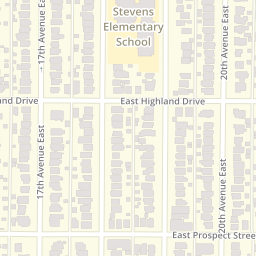 Stevens
Elementary
School
→ 17th Avenue East
20th Avenue East
and Drive
East Highland Drive
17th Avenue East
20th Avenue East
East Prospect Stree